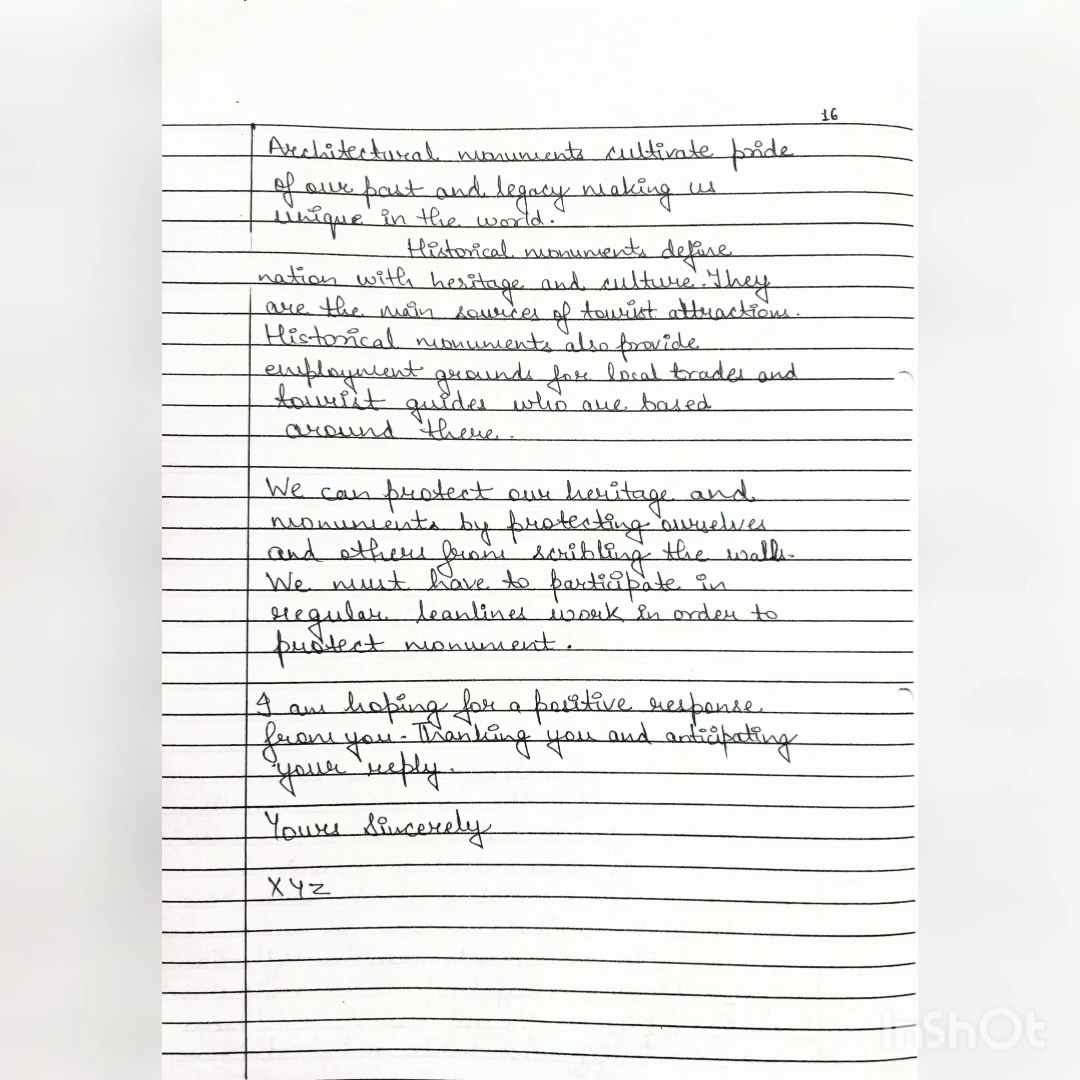 16
Architectural monuments cultivate pride
of our past and legacy making us
unique in the world.
Historical monuments define
nation with heritage and culture. They
are the main sources of tourist attractions.
Historical monuments also provide
employment grounds for local trades and
tourist guides who are based
around there.
We can protect our heritage and
monuments by protecting ourselves
and others from scribling the walls.
We must have to participate in
regular leanlines work in order to
protect monument.
I am hoping for a positive response
from you. Thanking you and anticipating
your reply.
Yours Sincerely
XYZ
InShOt